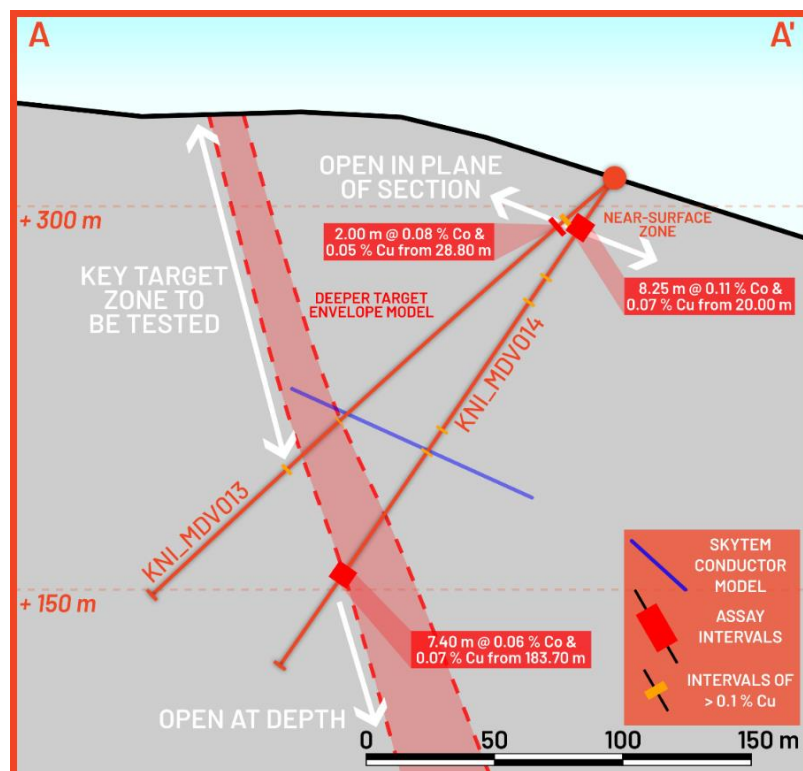 A
A'
OPEN IN PLANE
OF SECTION
+ 300 m
NEAR-SURFACE
ZONE
2.00 m @ 0.08 % Co &
0.05 % Cu from 28.80 m
KEY TARGET
ZONE TO
BE TESTED
DEEPER TARGET
ENVELOPE MODEL
8.25 m @ 0.11 % Co &
0.07 % Cu from 20.00 m
KNI_MDV014
KNI_MDV013
SKYTEM
CONDUCTOR
MODEL
+ 150 m
ASSAY
INTERVALS
7.40 m @ 0.06 % Co &
0.07 % Cu from 183.70 m
INTERVALS OF
> 0.1 % Cu
OPEN AT DEPTH
0 50 100 150 m